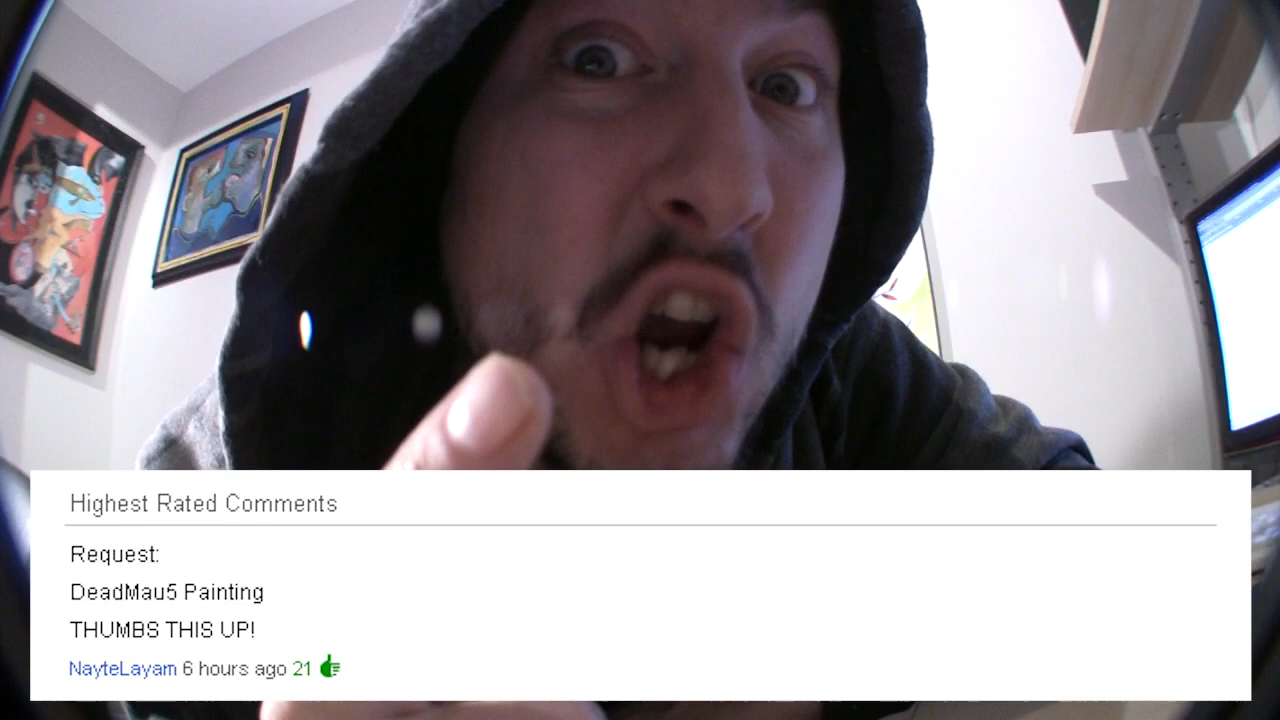 Highest Rated Comments
Request:
DeadMau5 Painting
THUMBS THIS UP!
NayteLayam 6 hours ago 21